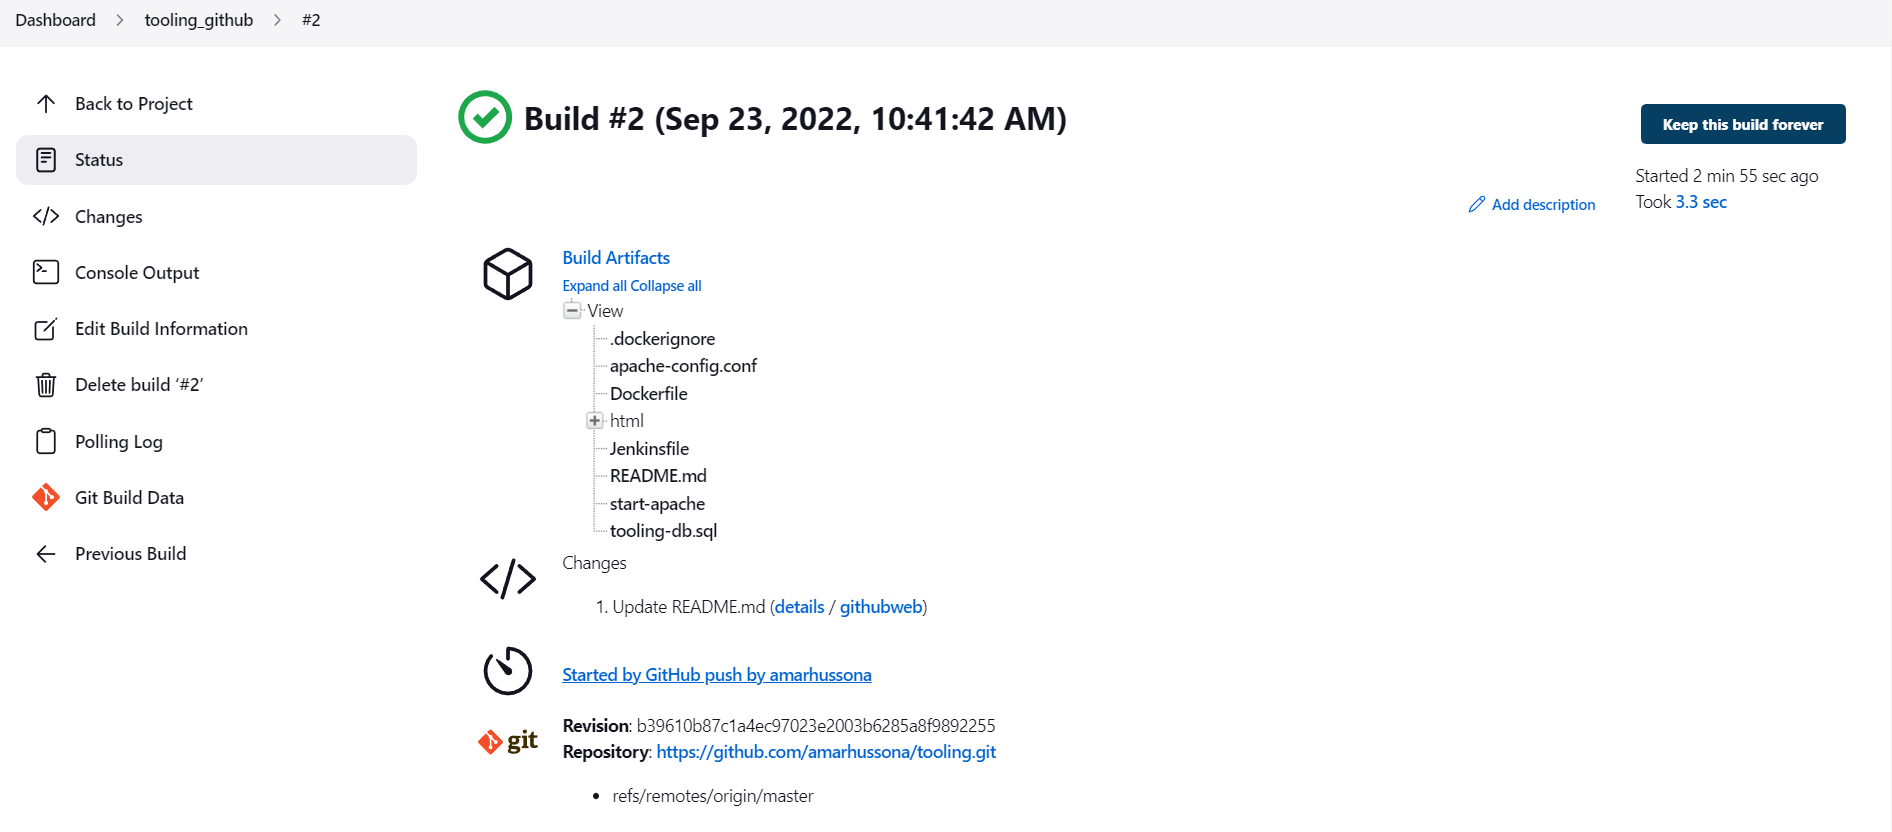 Dashboard > tooling_github > #2
Back to Project
Status
Changes
Console Output
Edit Build Information
Delete build ‘#2’
Polling Log
Git Build Data
Previous Build
Build #2 (Sep 23, 2022, 10:41:42 AM)
Keep this build forever
Started 2 min 55 sec ago
Took 3.3 sec
Add description
Build Artifacts
Expand all Collapse all
View
.dockerignore
apache-config.conf
Dockerfile
html
Jenkinsfile
README.md
start-apache
tooling-db.sql
Changes
1. Update README.md (details / githubweb)
Started by GitHub push by amarhussona
git
Revision: b39610b87c1a4ec97023e2003b6285a8f9892255
Repository: https://github.com/amarhussona/tooling.git
• refs/remotes/origin/master